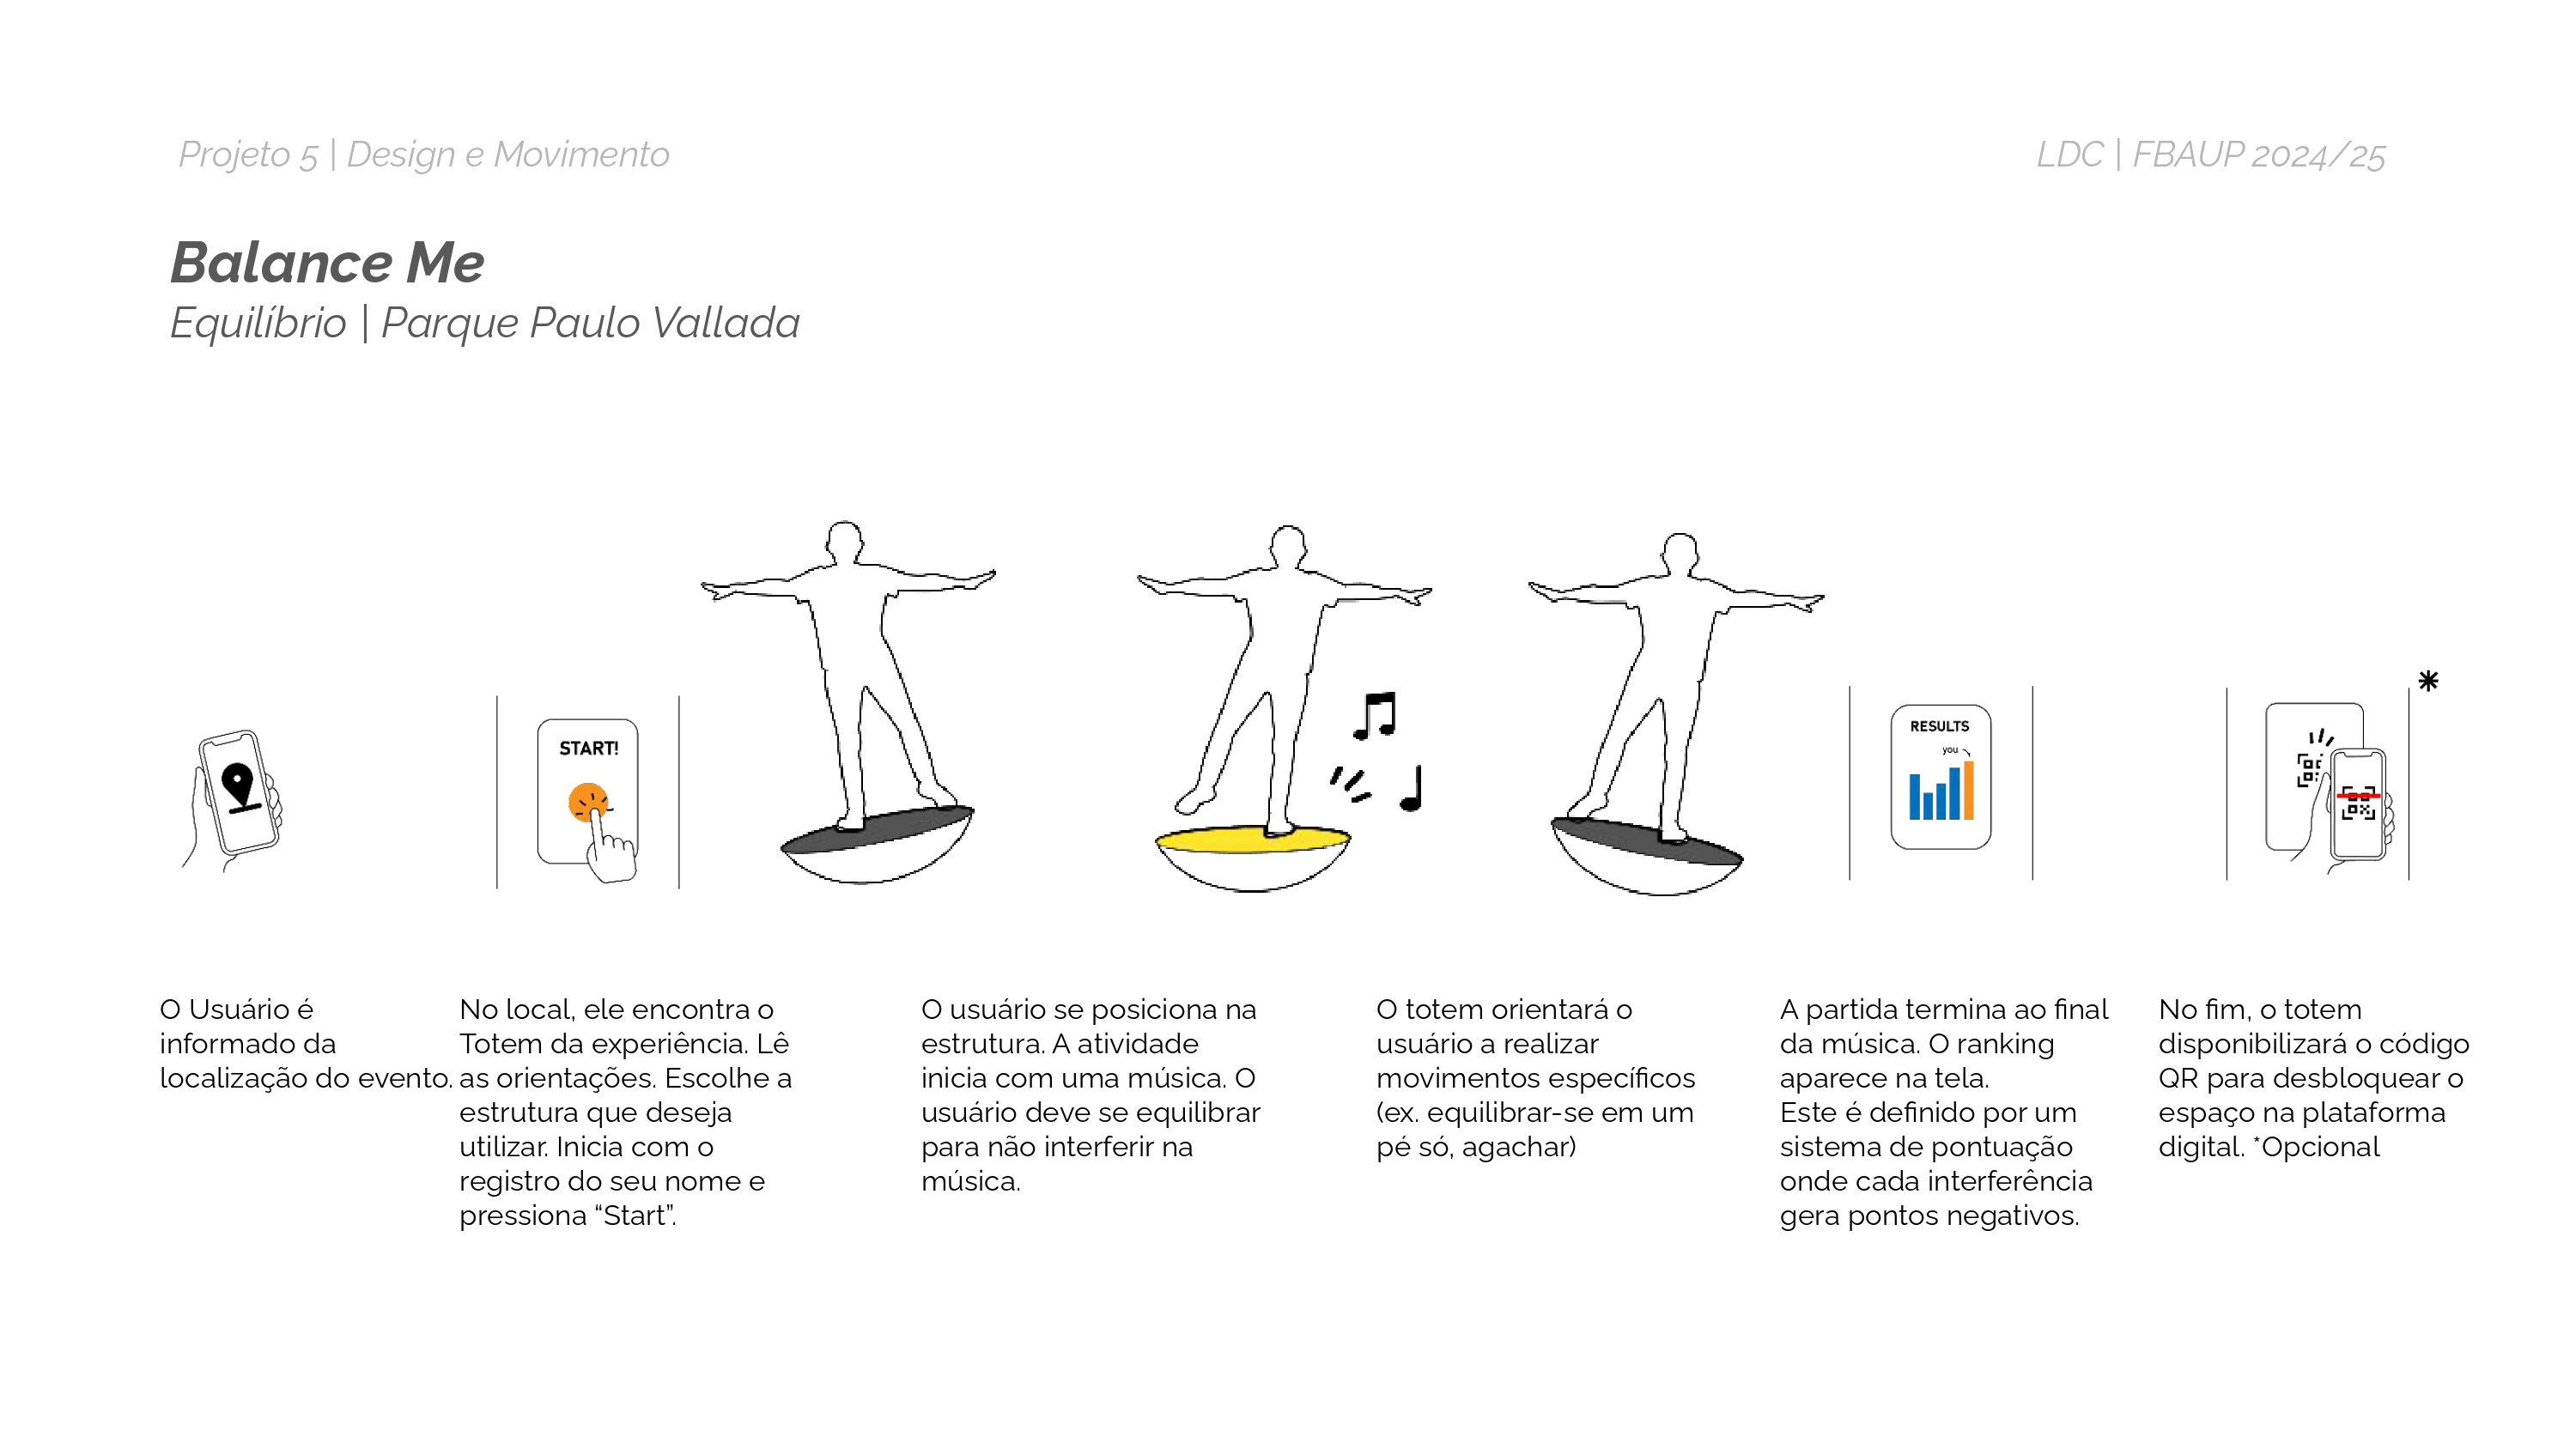 Projeto 5 | Design e Movimento
LDC | FBAUP 2024/25
Balance Me
Equilíbrio | Parque Paulo Vallada
START!
RESULTS
you
*
O Usuário é
informado da
localização do evento.
No local, ele encontra o
Totem da experiência. Lê
as orientações. Escolhe a
estrutura que deseja
utilizar. Inicia com o
registro do seu nome e
pressiona “Start”.
O usuário se posiciona na
estrutura. A atividade
inicia com uma música. O
usuário deve se equilibrar
para não interferir na
música.
O totem orientará o
usuário a realizar
movimentos específicos
(ex. equilibrar-se em um
pé só, agachar)
A partida termina ao final
da música. O ranking
aparece na tela.
Este é definido por um
sistema de pontuação
onde cada interferência
gera pontos negativos.
No fim, o totem
disponibilizará o código
QR para desbloquear o
espaço na plataforma
digital. *Opcional